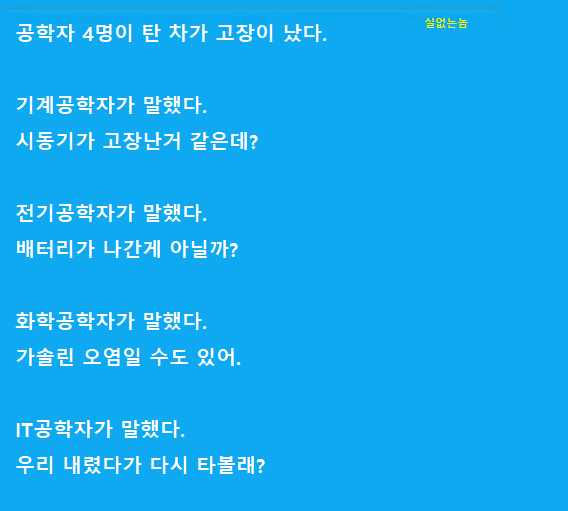 공학자 4명이 탄 차가 고장이 났다.
실없는놈
기계공학자가 말했다.
시동기가 고장난거 같은데?
전기공학자가 말했다.
배터리가 나간게 아닐까?
화학공학자가 말했다.
가솔린 오염일 수도 있어.
IT공학자가 말했다.
우리 내렸다가 다시 타볼래?